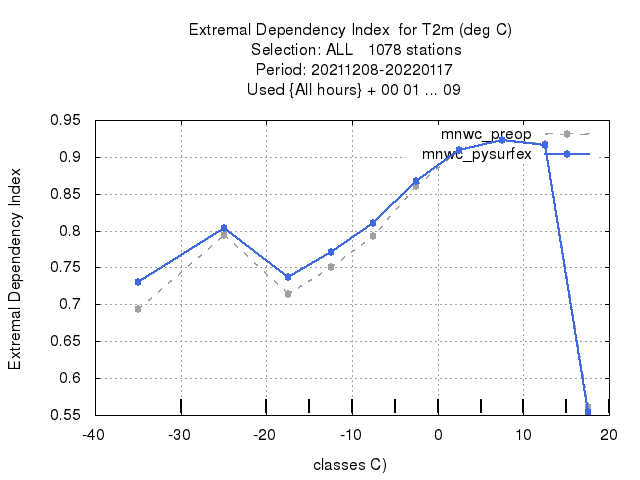 Extremal Dependency Index  for T2m (deg C)
Selection: ALL   1078 stations
Period: 20211208-20220117
Used {All hours} + 00 01 ... 09
mnwc_preop
mnwc_pysurfex
Extremal Dependency Index
0.95
0.9
0.85
0.8
0.75
0.7
0.65
0.6
0.55
-40 -30 -20 -10 0 10 20
classes C)